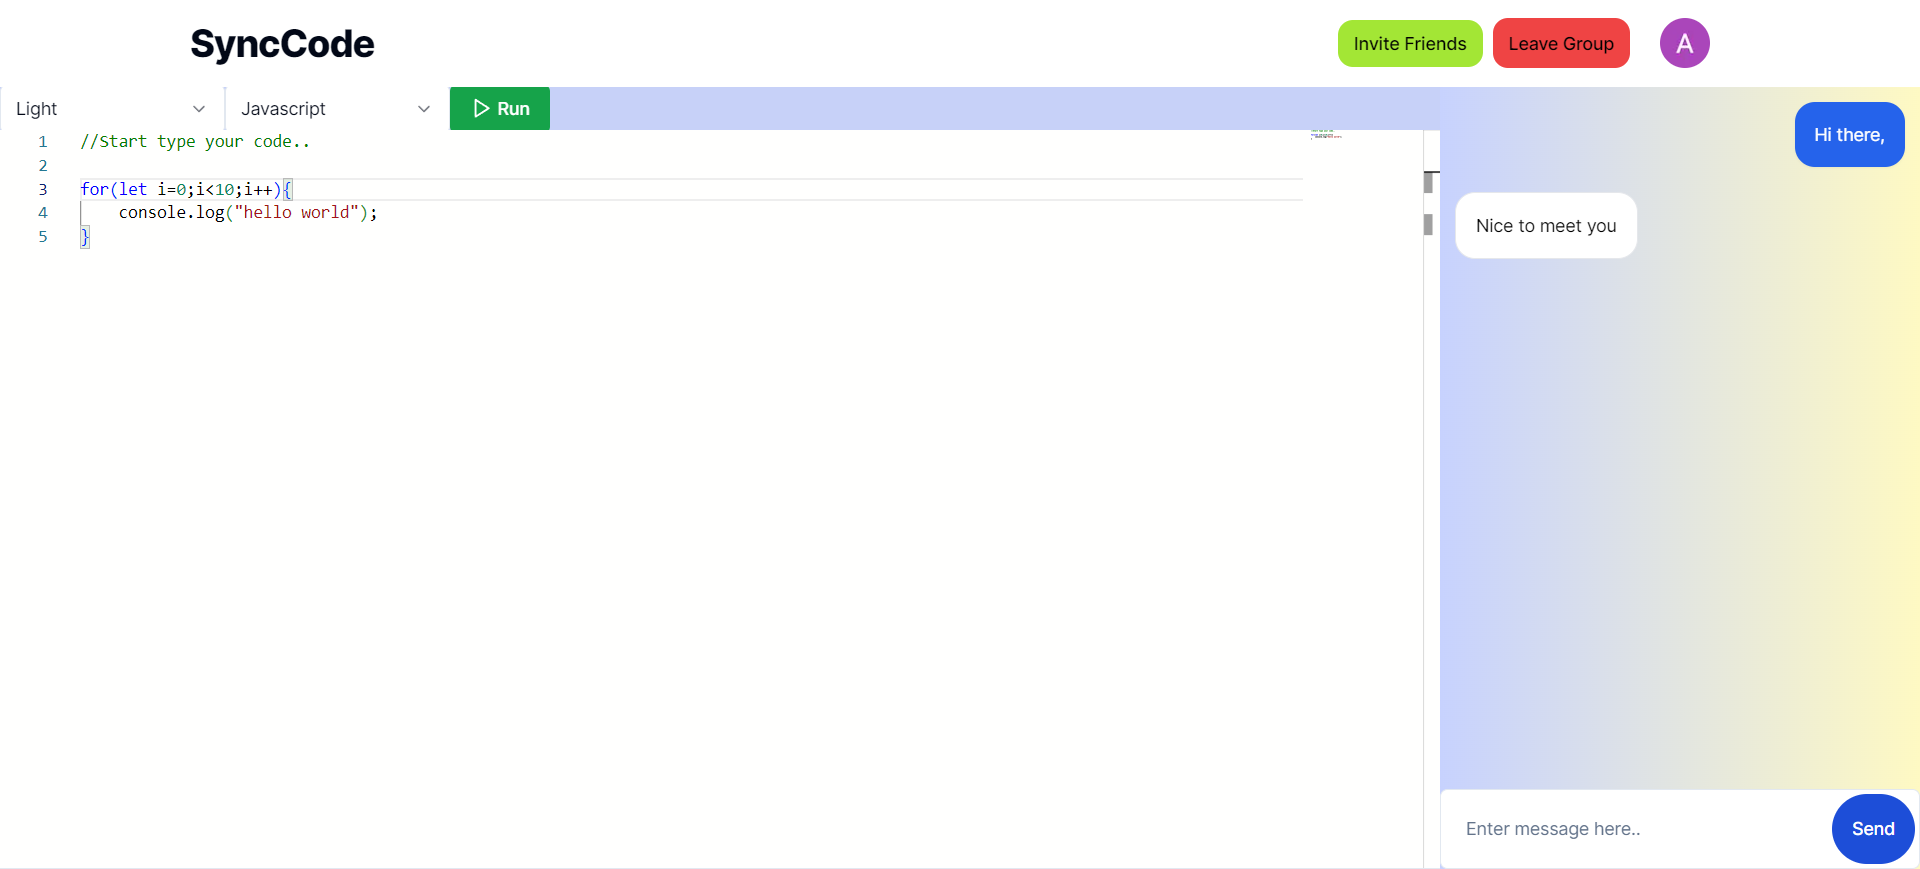 SyncCode
Invite Friends
Leave Group
A
Light
Javascript
Run
1 //Start type your code..
2
3 for(let i=0;i<10;i++){
4     console.log("hello world");
5 }
Hi there,
Nice to meet you
Enter message here..
Send